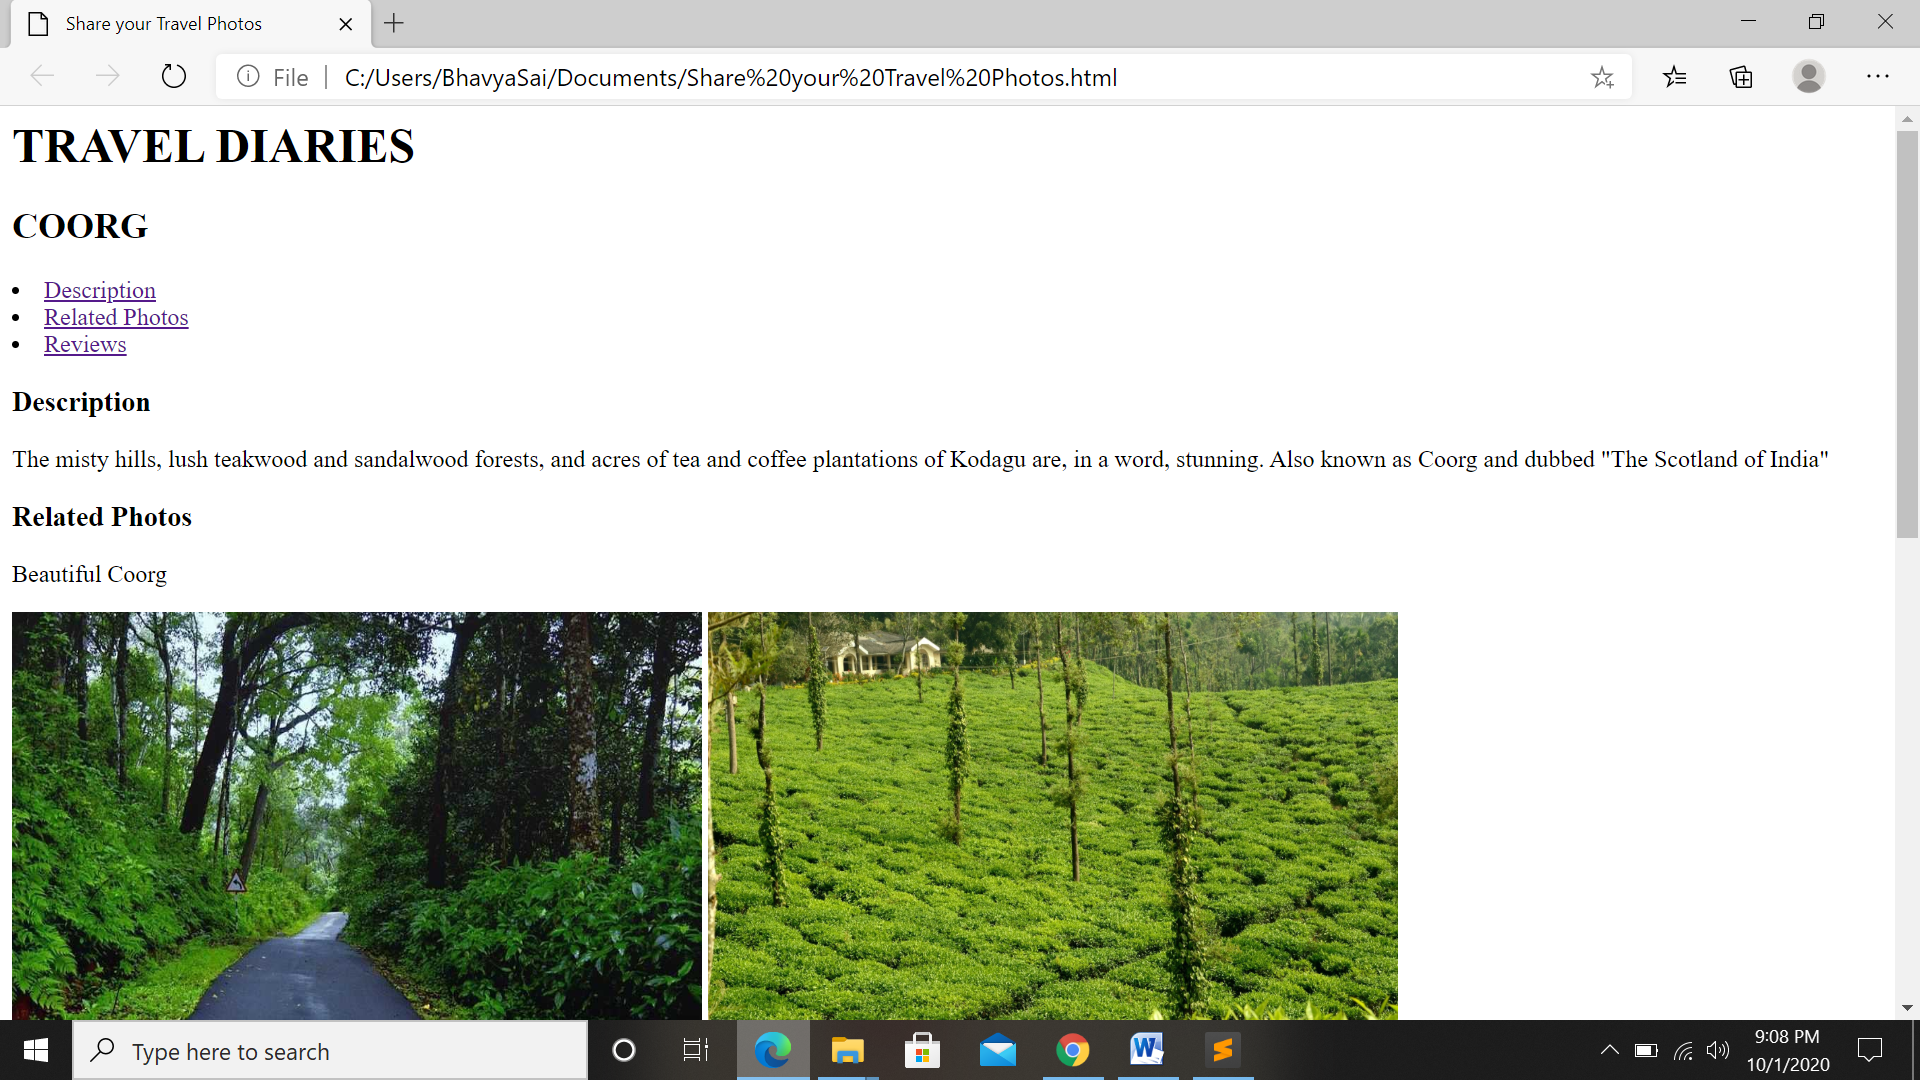 Share your Travel Photos
File
C:/Users/BhavyaSai/Documents/Share%20your%20Travel%20Photos.html
TRAVEL DIARIES
COORG
Description
Related Photos
Reviews
Description
The misty hills, lush teakwood and sandalwood forests, and acres of tea and coffee plantations of Kodagu are, in a word, stunning. Also known as Coorg and dubbed "The Scotland of India"
Related Photos
Beautiful Coorg
Type here to search
W
9:08 PM
10/1/2020